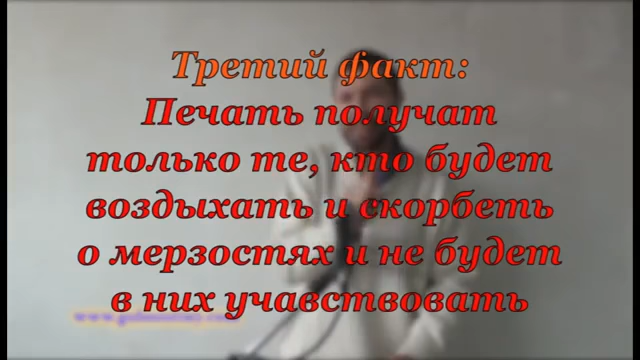 Третий факт:
Печать получат
только те, кто будет
воздыхать и скорбеть
о мерзостях и не будет
в них учавствовать